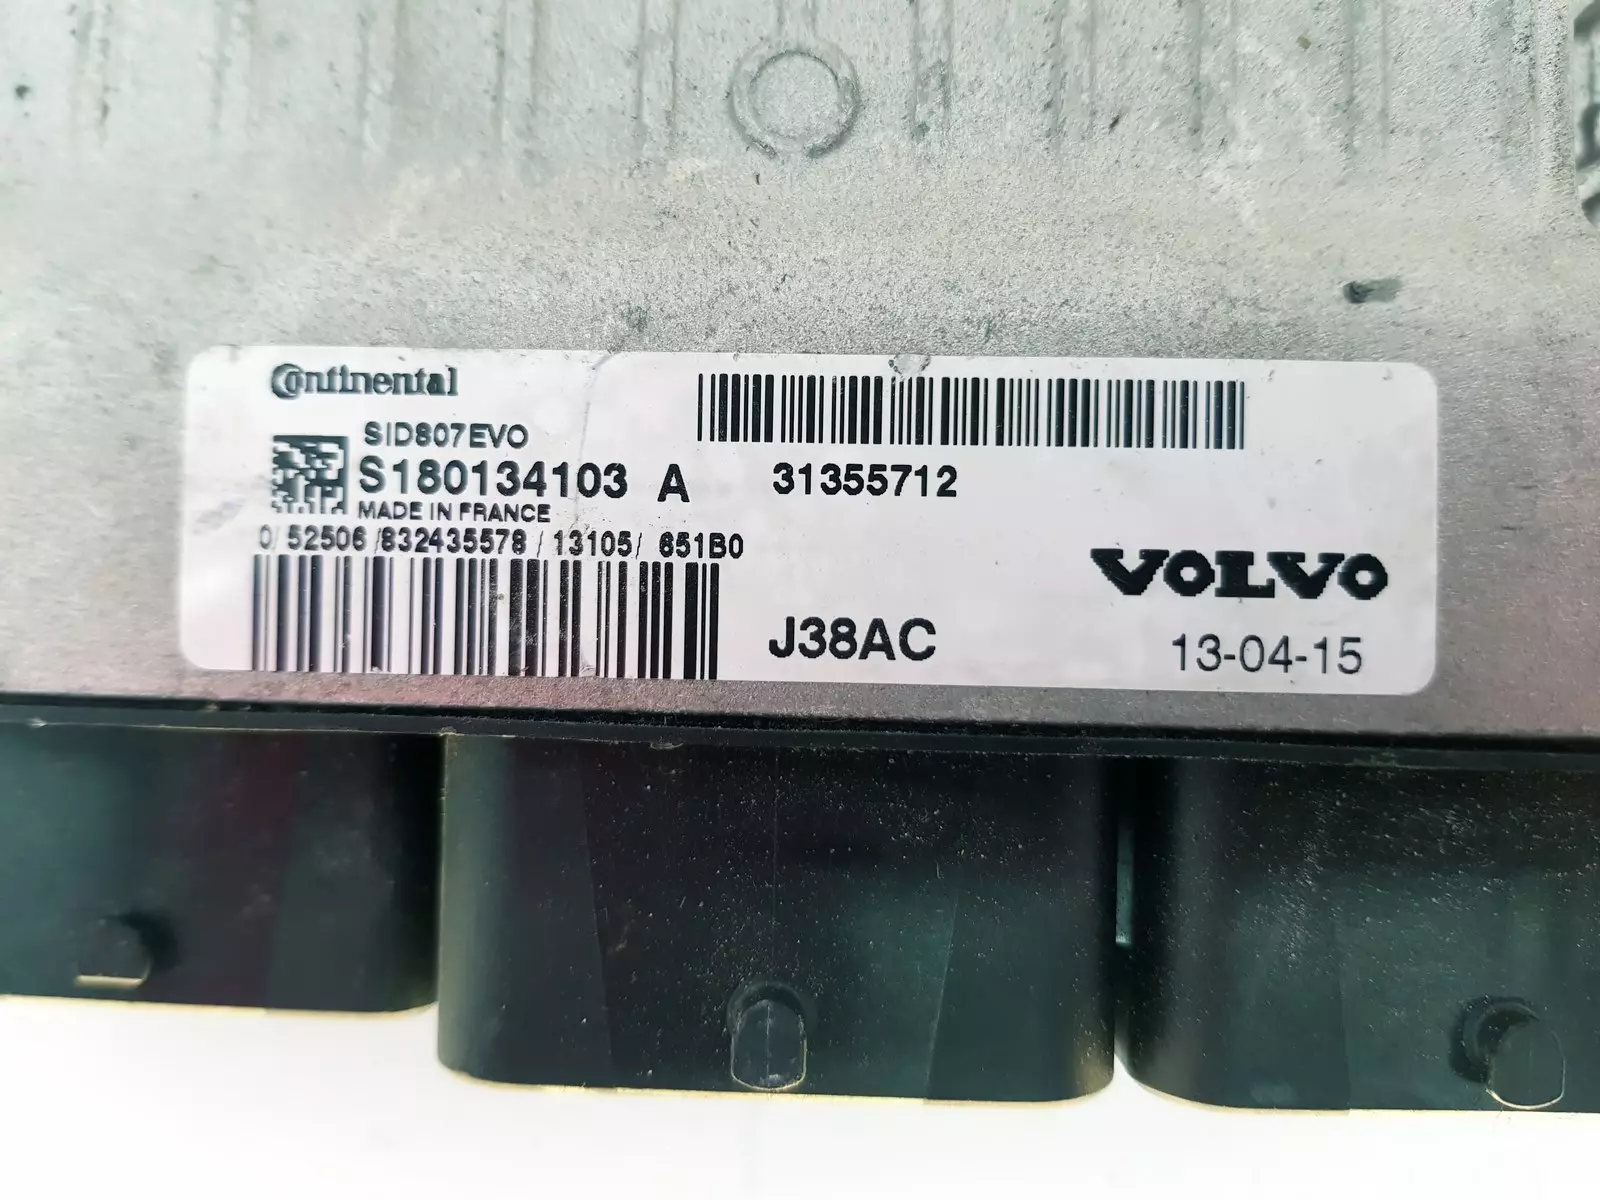 Continental
SID807EVO
S180134103 A
31355712
MADE IN FRANCE
0/ 52506 /832435578 / 13105/ 651B0
VOLVO
J38AC
13-04-15